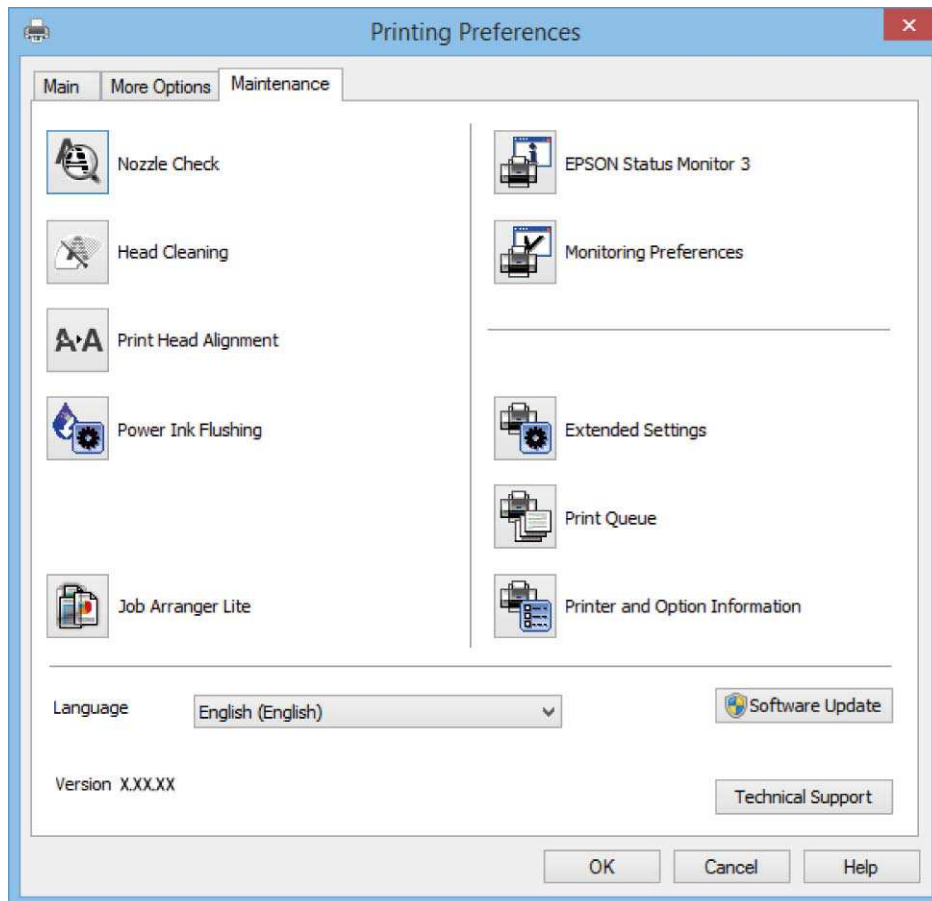 Printing Preferences
Main
More Options
Maintenance
Nozzle Check
Head Cleaning
A A Print Head Alignment
Power Ink Flushing
Job Arranger Lite
EPSON Status Monitor 3
Monitoring Preferences
Extended Settings
Print Queue
Printer and Option Information
Language
English (English)
Software Update
Version X.XX.XX
Technical Support
OK
Cancel
Help